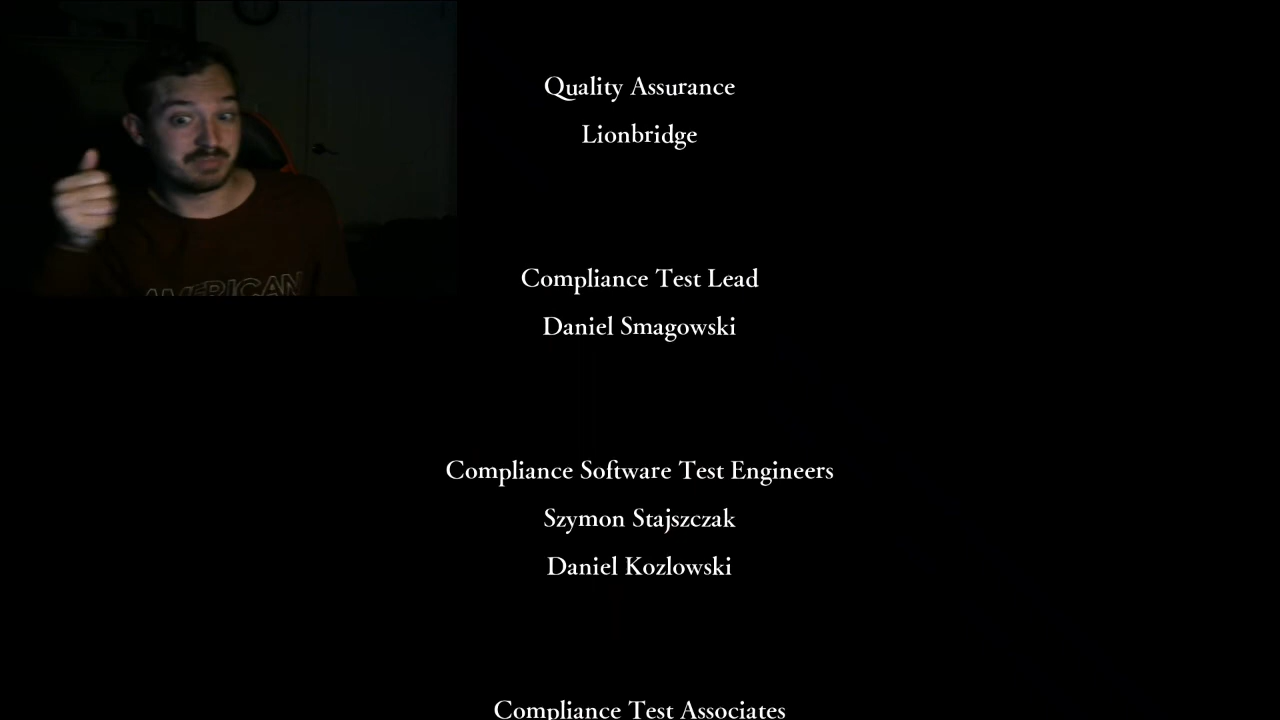 Quality Assurance
Lionbridge
Compliance Test Lead
Daniel Smagowski
Compliance Software Test Engineers
Szymon Stajszczak
Daniel Kozlowski
Compliance Test Associates
AMERICAN